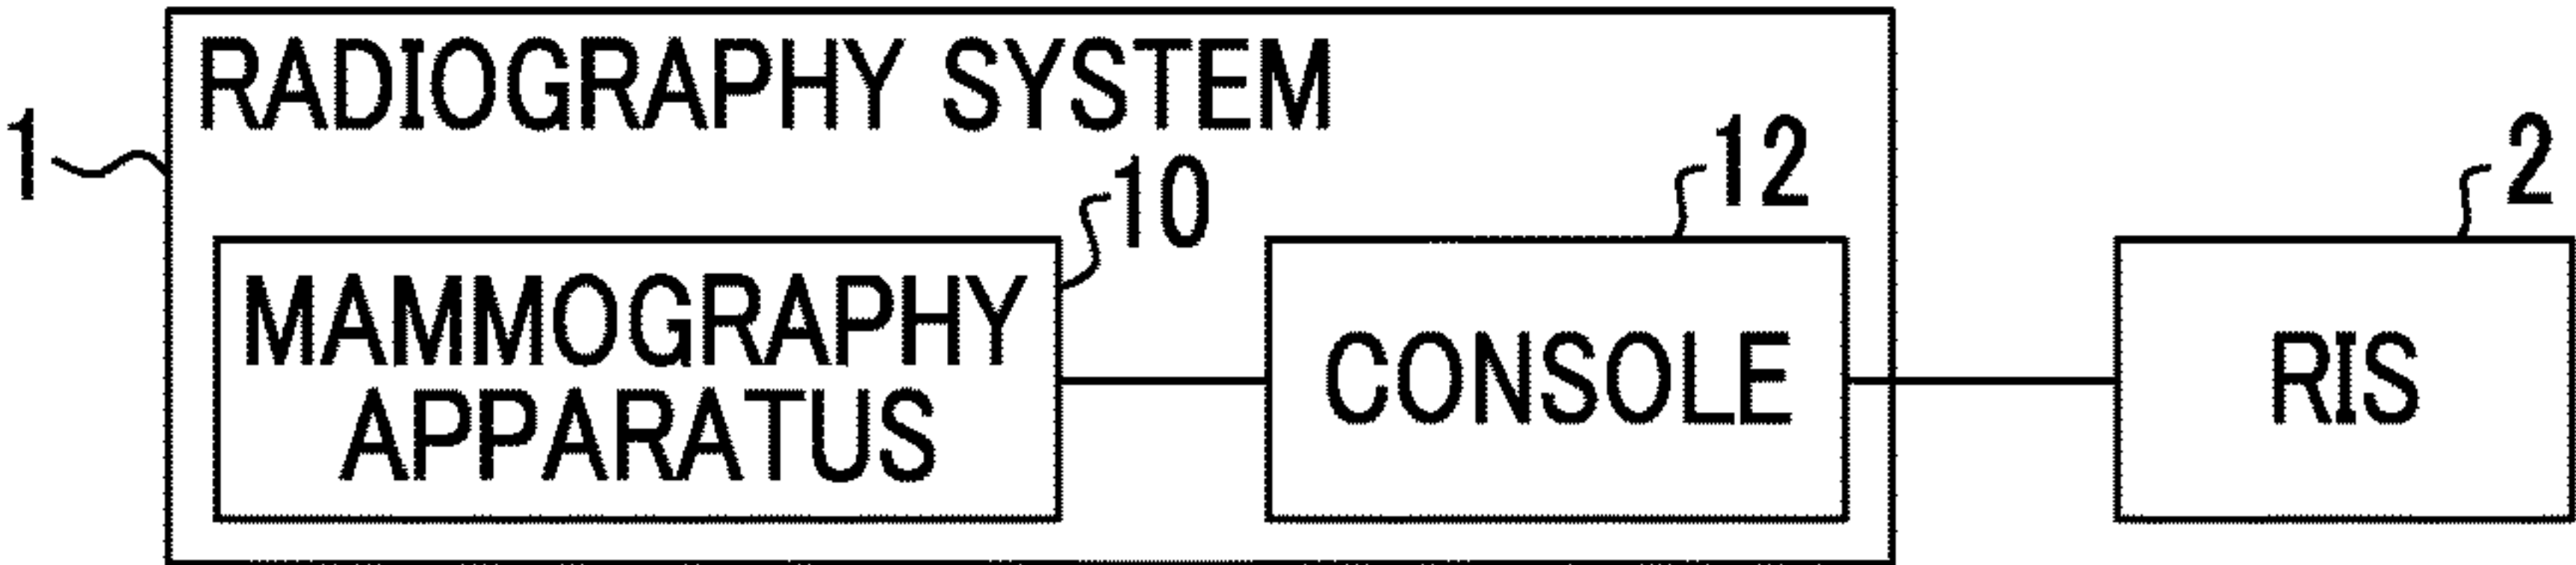 RADIOGRAPHY SYSTEM
1
10
12
2
MAMMOGRAPHY
APPARATUS
CONSOLE
RIS